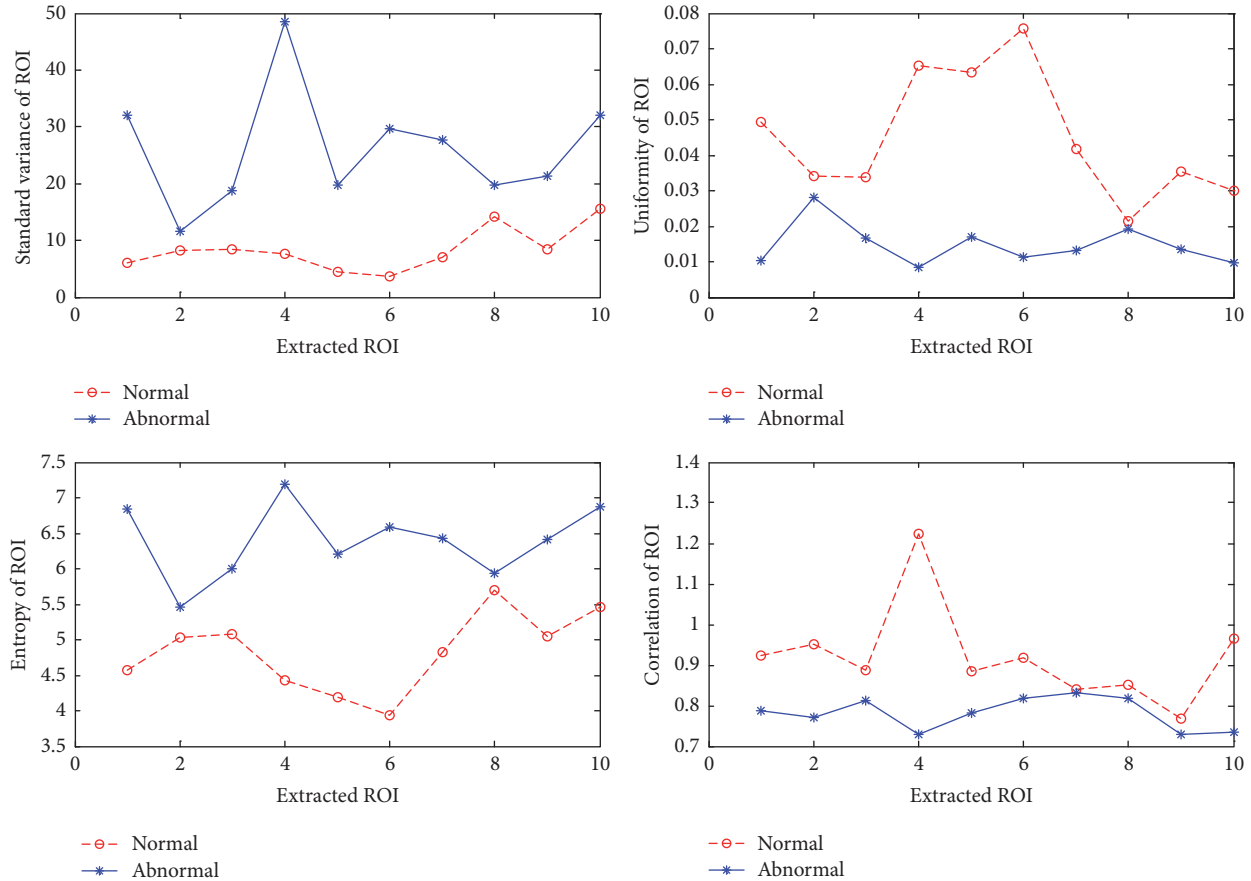 50
40
30
20
10
0
Standard variance of ROI
0 2 4 6 8 10
Extracted ROI
Normal
Abnormal
0.08
0.07
0.06
0.05
0.04
0.03
0.02
0.01
0
Uniformity of ROI
0 2 4 6 8 10
Extracted ROI
Normal
Abnormal
7.5
7
6.5
6
5.5
5
4.5
4
3.5
Entropy of ROI
0 2 4 6 8 10
Extracted ROI
Normal
Abnormal
1.4
1.3
1.2
1.1
1
0.9
0.8
0.7
Correlation of ROI
0 2 4 6 8 10
Extracted ROI
Normal
Abnormal